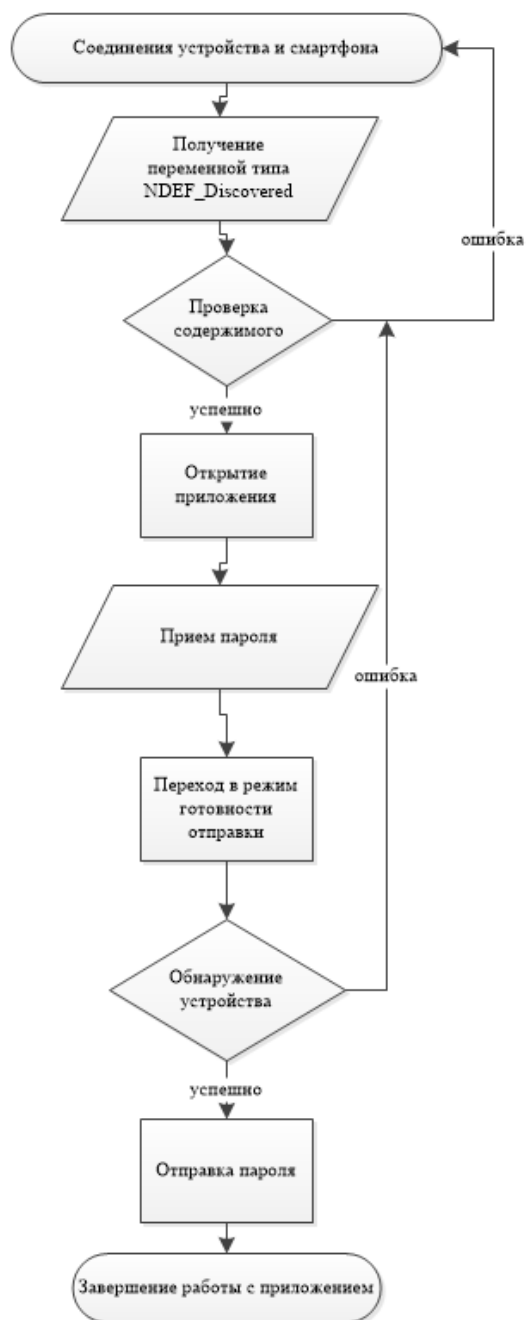 Соединения устройства и смартфона
Получение
переменной типа
NDEF_Discovered
ошибка
Проверка
содержимого
успешно
Открытие
приложения
Прием пароля
ошибка
Переход в режим
готовности
отправки
Обнаружение
устройства
успешно
Отправка пароля
Завершение работы с приложением